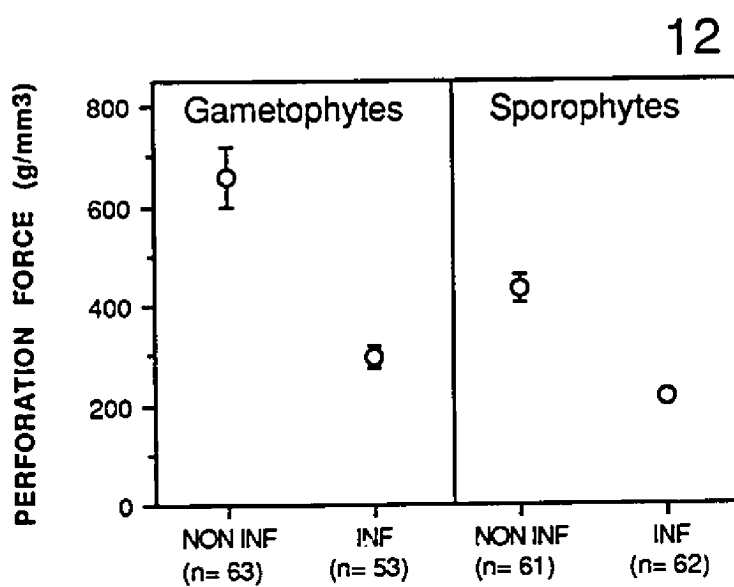 12
PERFORATION FORCE (g/mm3)
Gametophytes
Sporophytes
800
600
400
200
0
NON INF
(n= 63)
INF
(n= 53)
NON INF
(n= 61)
INF
(n= 62)